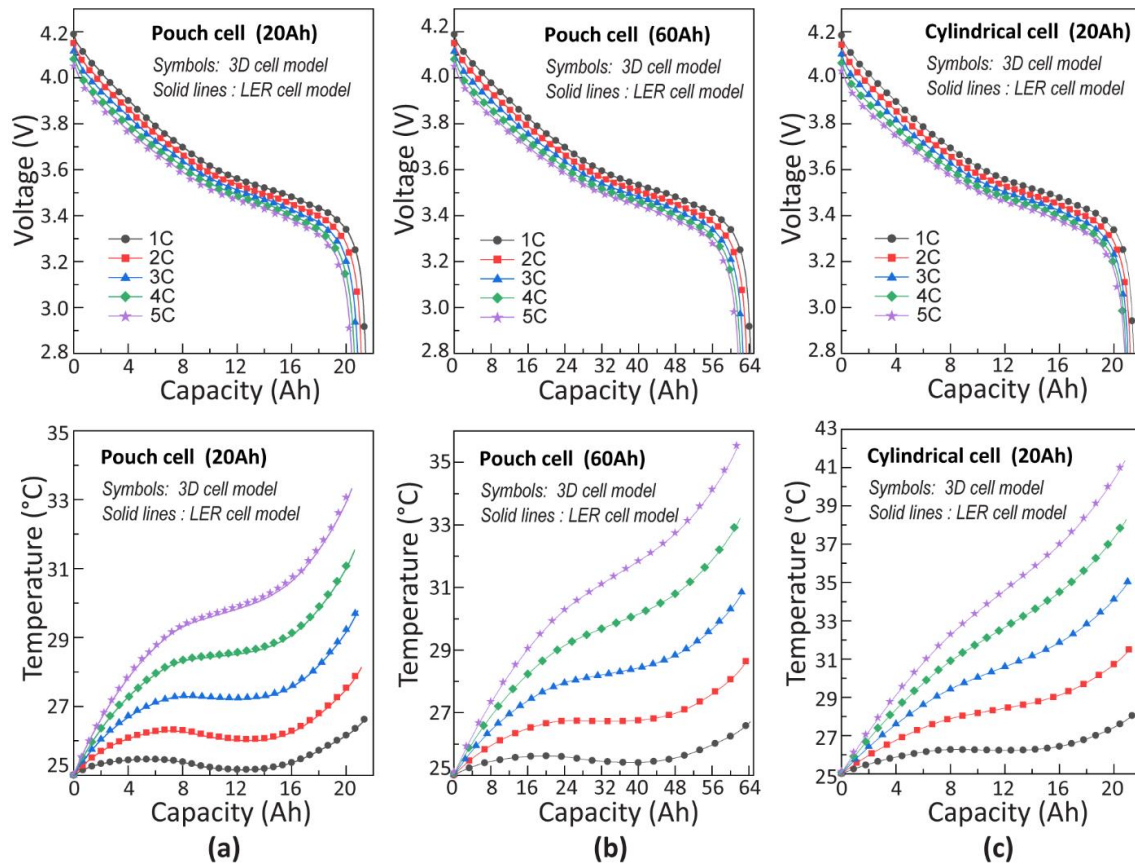 Pouch cell (20Ah)
Symbols: 3D cell model
Solid lines : LER cell model
Voltage (V)
4.2
4.0
3.8
3.6
3.4
3.2
3.0
2.8
1C
2C
3C
4C
5C
0 4 8 12 16 20
Capacity (Ah)
Pouch cell (60Ah)
Symbols: 3D cell model
Solid lines : LER cell model
Voltage (V)
4.2
4.0
3.8
3.6
3.4
3.2
3.0
2.8
1C
2C
3C
4C
5C
0 8 16 24 32 40 48 56 64
Capacity (Ah)
Cylindrical cell (20Ah)
Symbols: 3D cell model
Solid lines : LER cell model
Voltage (V)
4.2
4.0
3.8
3.6
3.4
3.2
3.0
2.8
1C
2C
3C
4C
5C
0 4 8 12 16 20
Capacity (Ah)
Pouch cell (20Ah)
Symbols: 3D cell model
Solid lines : LER cell model
Temperature (°C)
35
33
31
29
27
25
0 4 8 12 16 20
Capacity (Ah)
(a)
Pouch cell (60Ah)
Symbols: 3D cell model
Solid lines : LER cell model
Temperature (°C)
35
33
31
29
27
25
0 8 16 24 32 40 48 56 64
Capacity (Ah)
(b)
Cylindrical cell (20Ah)
Symbols: 3D cell model
Solid lines : LER cell model
Temperature (°C)
43
41
39
37
35
33
31
29
27
25
0 4 8 12 16 20
Capacity (Ah)
(c)